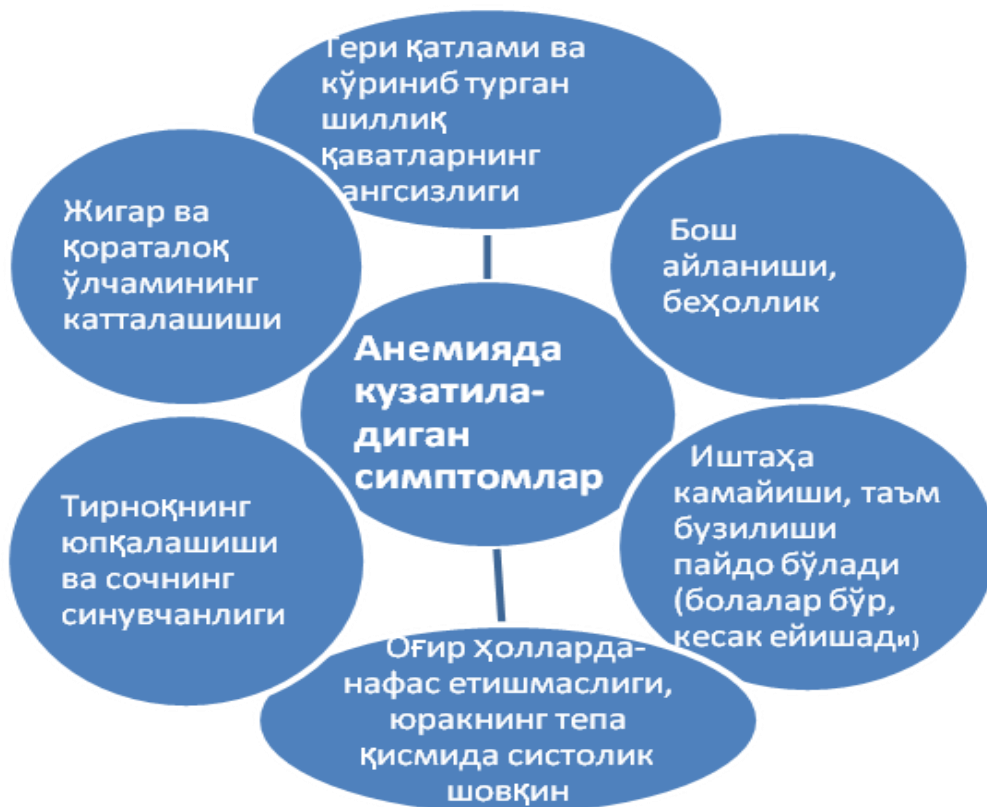 Тери қатлами ва
кўриниб турган
шиллиқ
қаватларнинг
рангсизлиги
Бош
айланиши,
беҳоллик
Иштаҳа
камайиши, таъм
бузилиши
пайдо бўлади
(болалар бўр,
кесак ейишади)
Оғир ҳолларда-
нафас етишмаслиги,
юракнинг тепа
қисмида систолик
шовқин
Тирноқнинг
юпқалашиши
ва сочнинг
синувчанлиги
Жигар ва
қораталоқ
ўлчамининг
катталашиши
Анемияда
кузатила-
диган
симптомлар